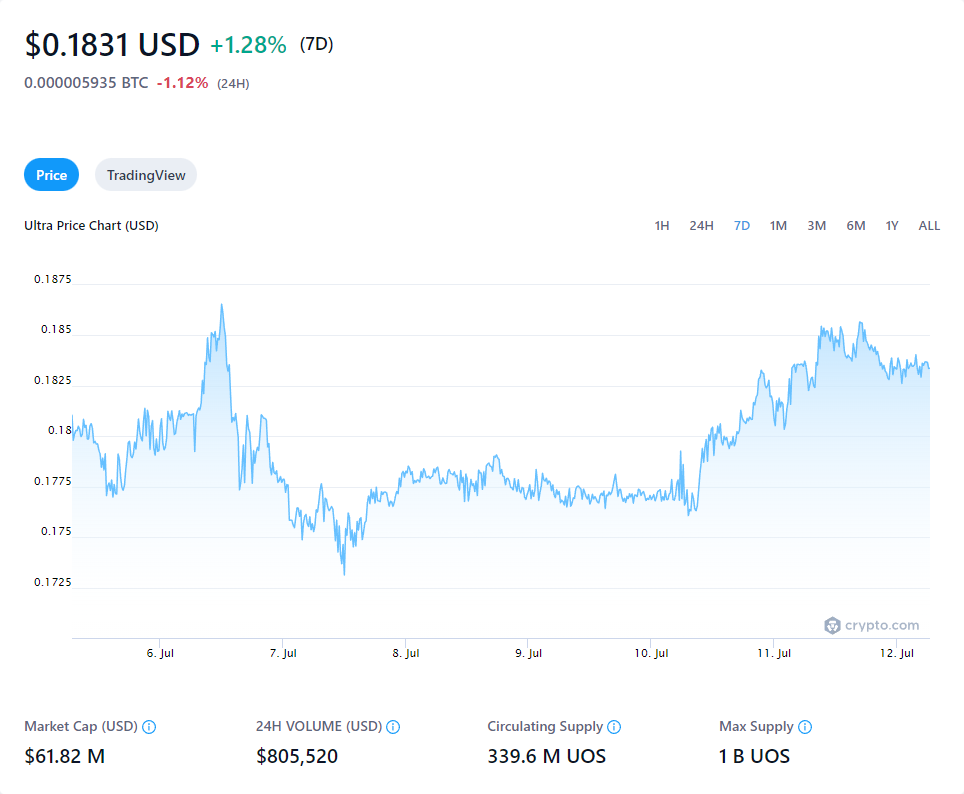 $0.1831 USD +1.28% (7D)
0.000005935 BTC -1.12% (24H)
Price TradingView
Ultra Price Chart (USD) 1H 24H 7D 1M 3M 6M 1Y ALL
0.1875
0.185
0.1825
0.18
0.1775
0.175
0.1725
crypto.com
6. Jul 7. Jul 8. Jul 9. Jul 10. Jul 11. Jul 12. Jul
Market Cap (USD) 24H VOLUME (USD) Circulating Supply Max Supply
$61.82 M $805,520 339.6 M UOS 1 B UOS